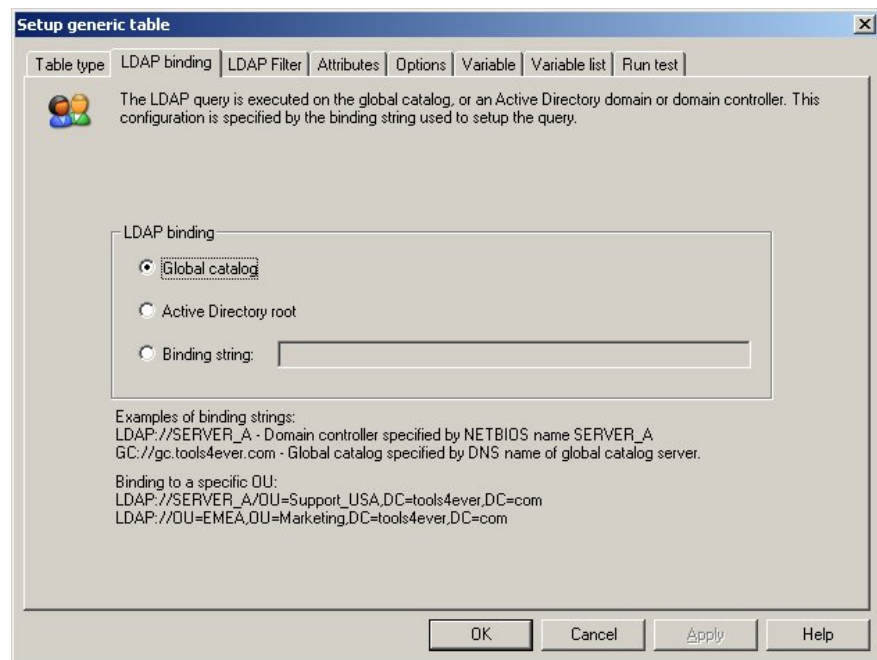 Setup generic table
Table type LDAP binding LDAP Filter Attributes Options Variable Variable list Run test
The LDAP query is executed on the global catalog, or an Active Directory domain or domain controller. This
configuration is specified by the binding string used to setup the query.
LDAP binding
Global catalog
Active Directory root
Binding string:
Examples of binding strings:
LDAP://SERVER_A - Domain controller specified by NETBIOS name SERVER_A
GC://gc.tools4ever.com - Global catalog specified by DNS name of global catalog server.
Binding to a specific OU:
LDAP://SERVER_A/OU=Support_USA,DC=tools4ever,DC=com
LDAP://OU=EMEA,OU=Marketing,DC=tools4ever,DC=com
OK Cancel Apply Help